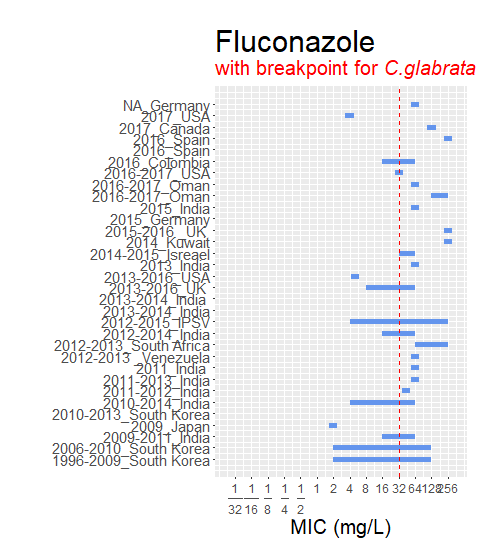 Fluconazole
with breakpoint for C.glabrata
NA_Germany
2017_USA
2017_Canada
2016_Spain
2016_Spain
2016_Colombia
2016-2017_USA
2016-2017_Oman
2016-2017_Oman
2015_India
2015_Germany
2015-2016_ UK
2014_Kuwait
2014-2015_Isreael
2013_India
2013-2016_USA
2013-2016_UK
2013-2014_India
2013-2014_India
2012-2015_IPSV
2012-2014_India
2012-2013_South Africa
2012-2013_ Venezuela
2011_India
2011-2013_India
2011-2012_India
2010-2014_India
2010-2013_South Korea
2009_Japan
2009-2011_India
2006-2010_South Korea
1996-2009_South Korea
1/32 1/16 1/8 1/4 1/2 1 2 4 8 16 32 64 128 256
MIC (mg/L)